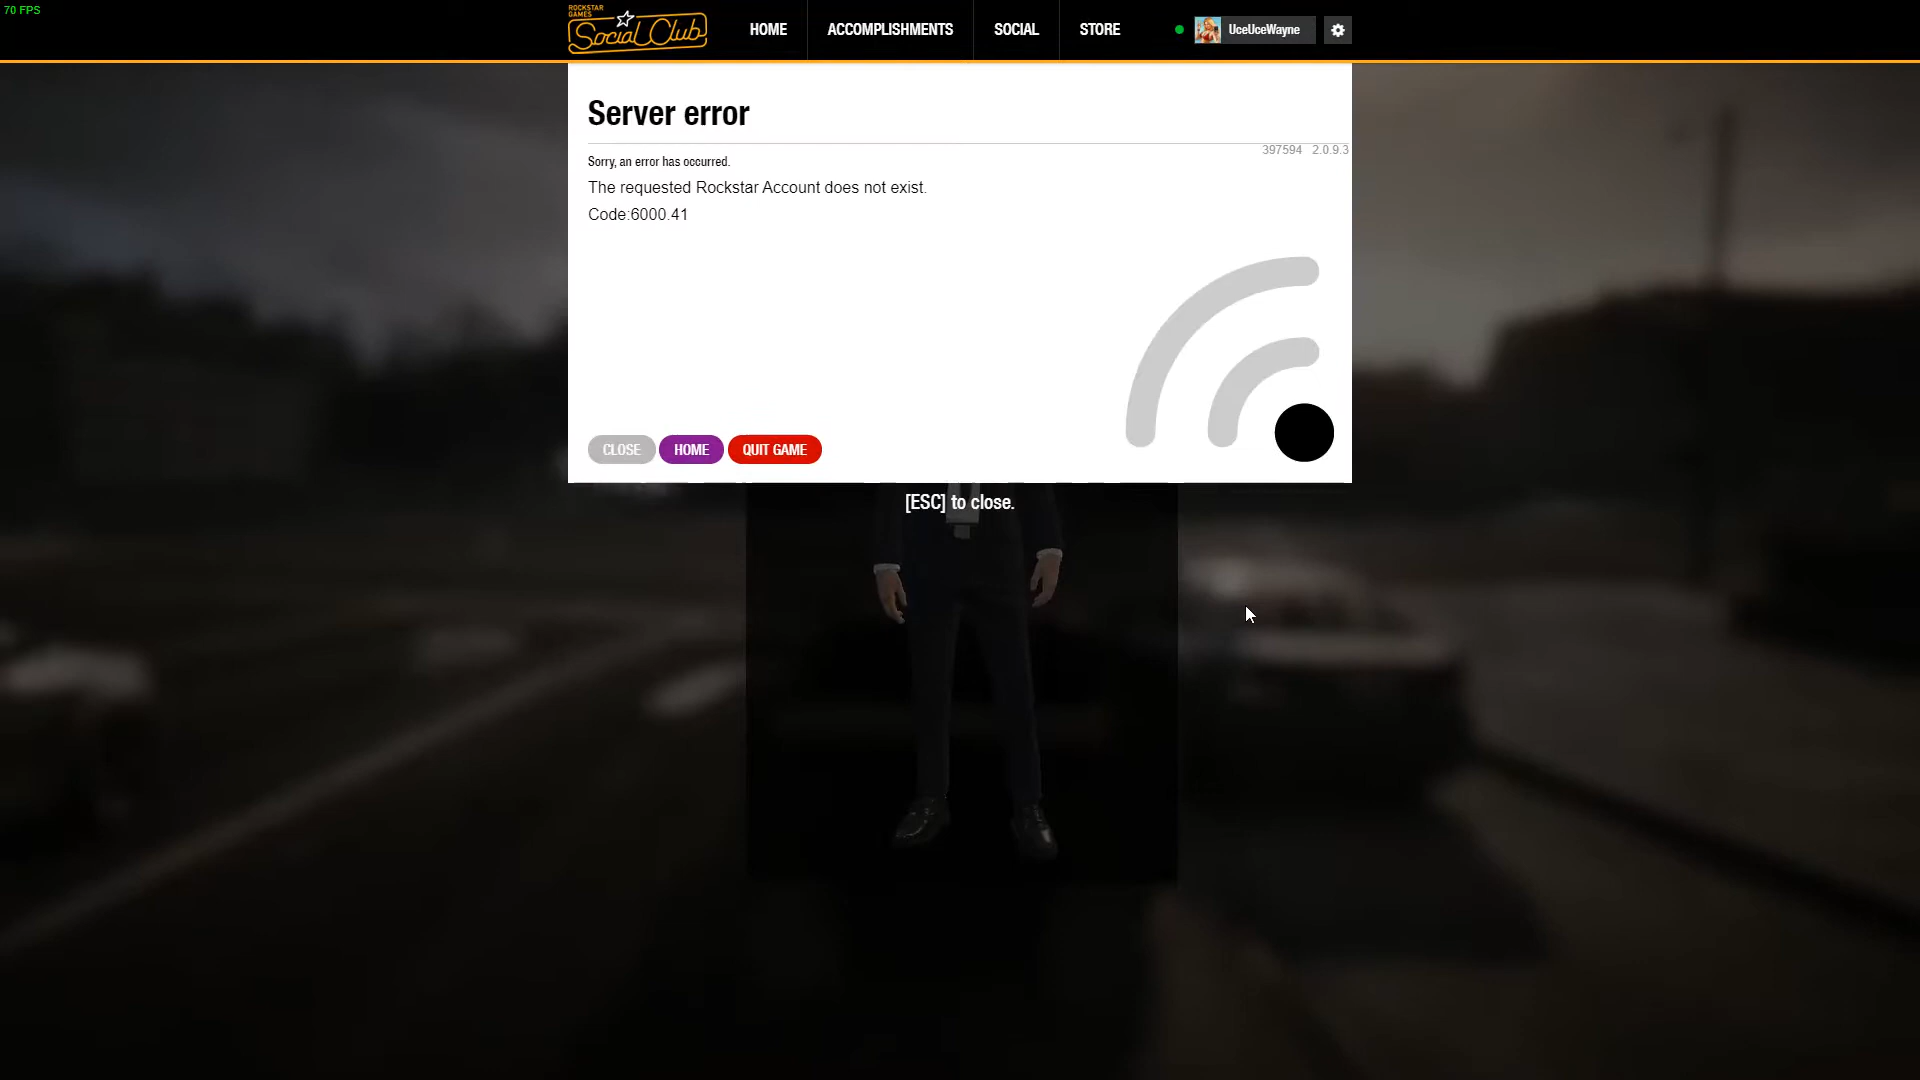 70 FPS
ROCKSTAR
GAMES
Social Club
HOME
ACCOMPLISHMENTS
SOCIAL
STORE
UceUceWayne
Server error
397594 2.0.9.3
Sorry, an error has occurred.
The requested Rockstar Account does not exist.
Code:6000.41
CLOSE
HOME
QUIT GAME
[ESC] to close.